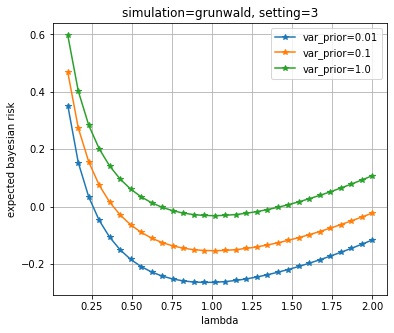 simulation=grunwald, setting=3
var_prior=0.01
var_prior=0.1
var_prior=1.0
expected bayesian risk
0.6
0.4
0.2
0.0
−0.2
0.25 0.50 0.75 1.00 1.25 1.50 1.75 2.00
lambda